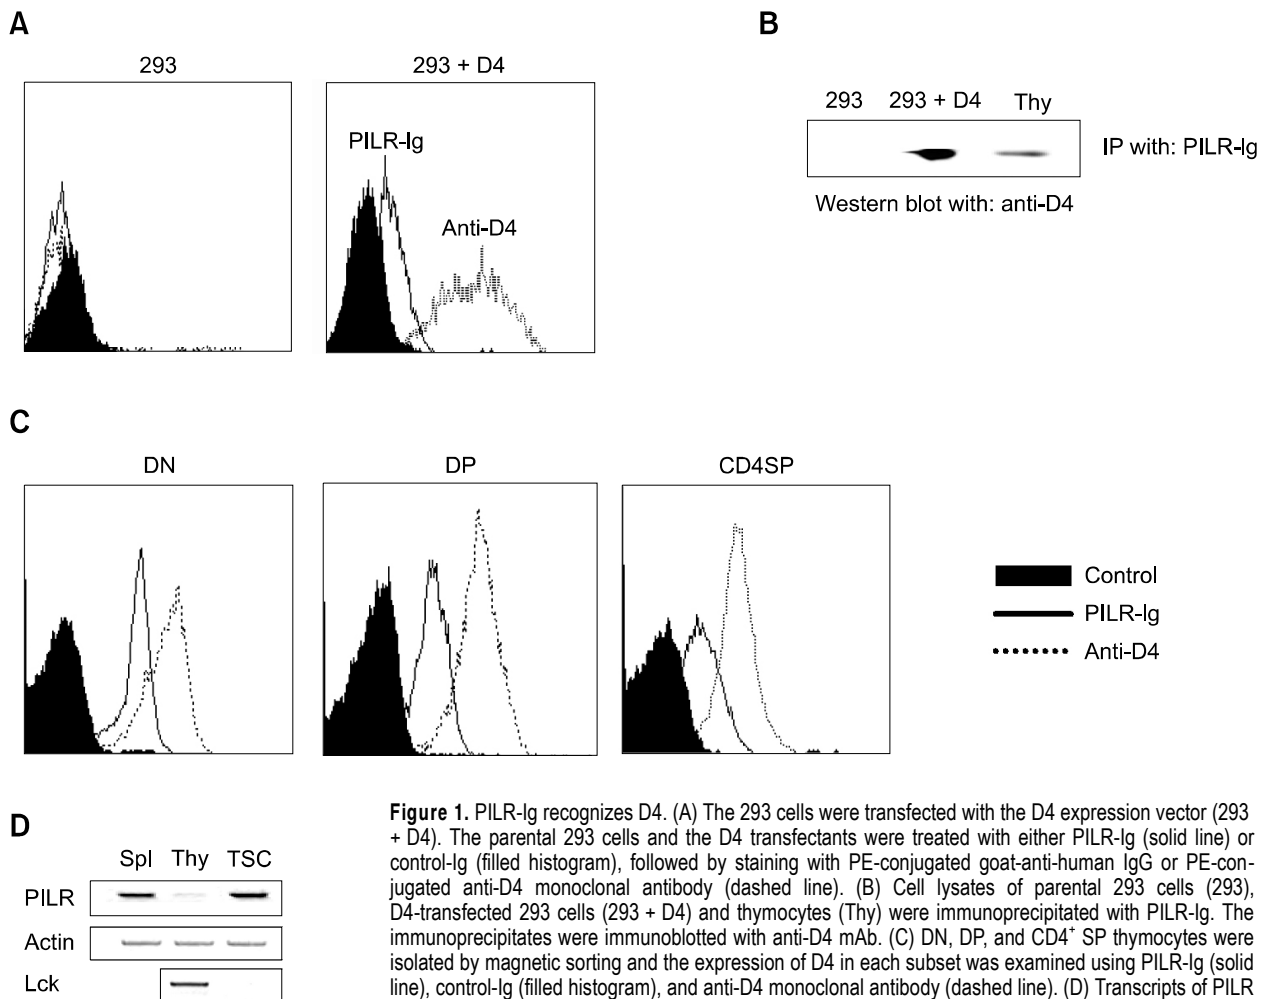 A
B
293
293 + D4
PILR-Ig
Anti-D4
293 293 + D4 Thy
IP with: PILR-Ig
Western blot with: anti-D4
C
DN
DP
CD4SP
Control
PILR-Ig
Anti-D4
D
Spl Thy TSC
PILR
Actin
Lck
Figure 1. PILR-Ig recognizes D4. (A) The 293 cells were transfected with the D4 expression vector (293
+ D4). The parental 293 cells and the D4 transfectants were treated with either PILR-Ig (solid line) or
control-Ig (filled histogram), followed by staining with PE-conjugated goat-anti-human IgG or PE-con-
jugated anti-D4 monoclonal antibody (dashed line). (B) Cell lysates of parental 293 cells (293),
D4-transfected 293 cells (293 + D4) and thymocytes (Thy) were immunoprecipitated with PILR-Ig. The
immunoprecipitates were immunoblotted with anti-D4 mAb. (C) DN, DP, and CD4⁺ SP thymocytes were
isolated by magnetic sorting and the expression of D4 in each subset was examined using PILR-Ig (solid
line), control-Ig (filled histogram), and anti-D4 monoclonal antibody (dashed line). (D) Transcripts of PILR